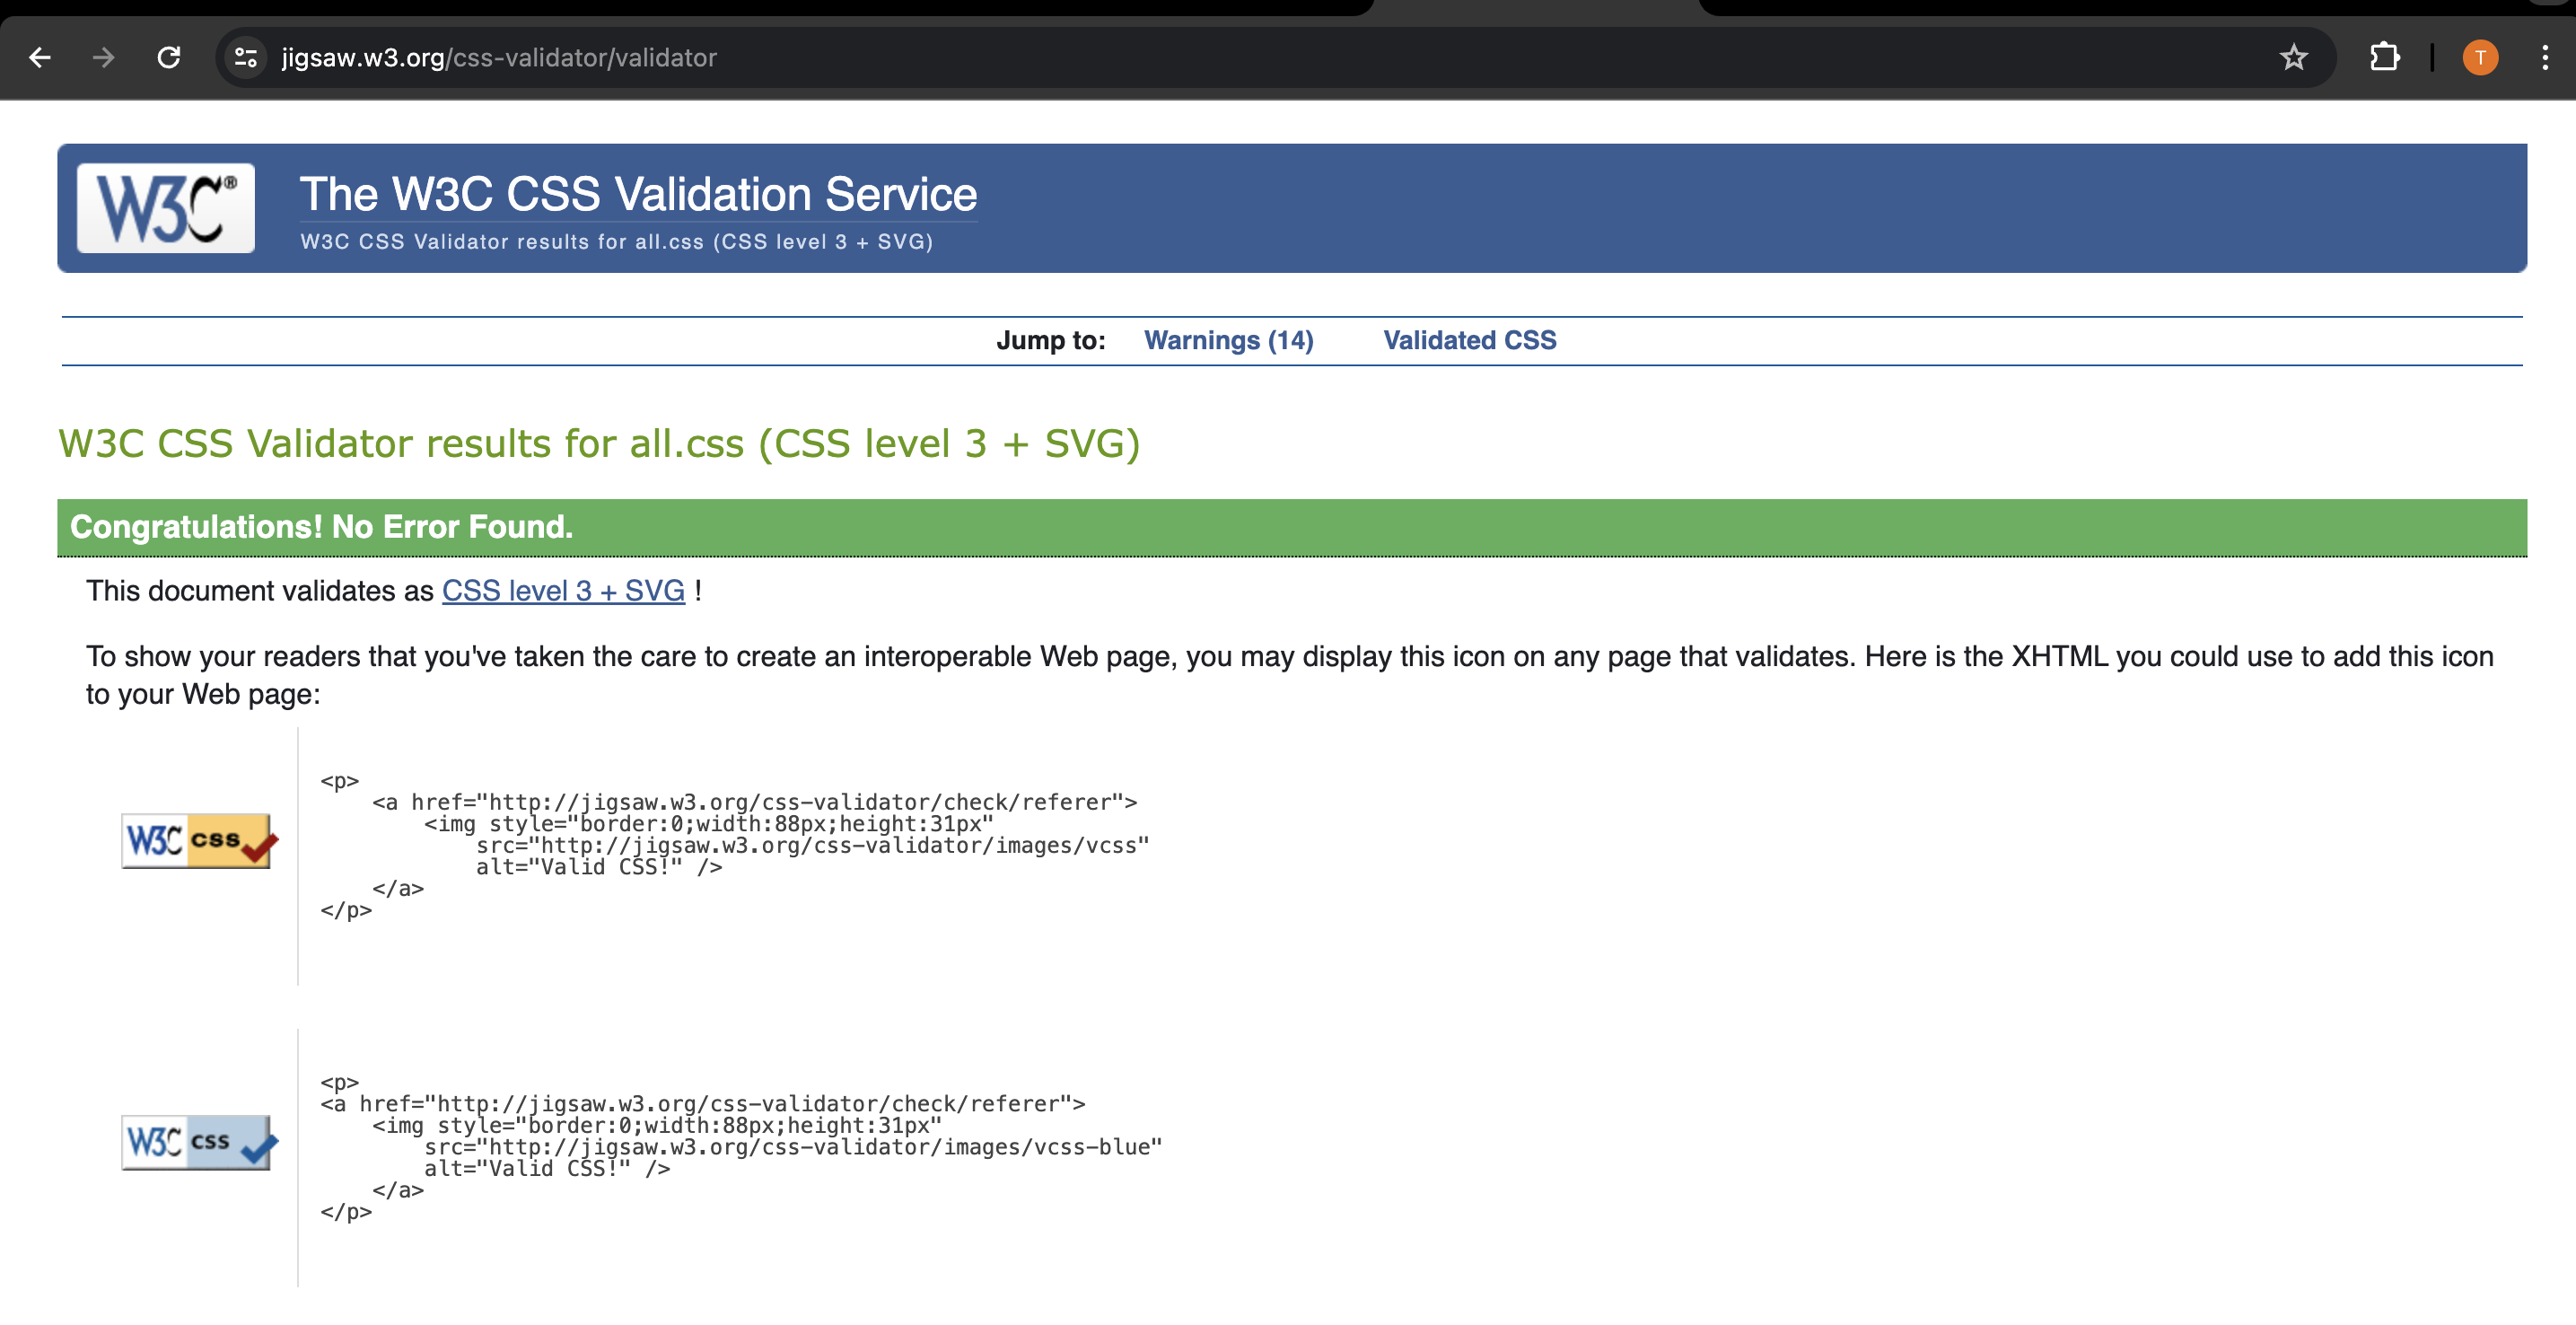 jigsaw.w3.org/css-validator/validator
T
W3C®
The W3C CSS Validation Service
W3C CSS Validator results for all.css (CSS level 3 + SVG)
Jump to: Warnings (14) Validated CSS
W3C CSS Validator results for all.css (CSS level 3 + SVG)
Congratulations! No Error Found.
This document validates as CSS level 3 + SVG !
To show your readers that you've taken the care to create an interoperable Web page, you may display this icon on any page that validates. Here is the XHTML you could use to add this icon
to your Web page:
W3C css
<p>
    <a href="http://jigsaw.w3.org/css-validator/check/referer">
        <img style="border:0;width:88px;height:31px"
            src="http://jigsaw.w3.org/css-validator/images/vcss"
            alt="Valid CSS!" />
    </a>
</p>
W3C css
<p>
<a href="http://jigsaw.w3.org/css-validator/check/referer">
    <img style="border:0;width:88px;height:31px"
        src="http://jigsaw.w3.org/css-validator/images/vcss-blue"
        alt="Valid CSS!" />
    </a>
</p>